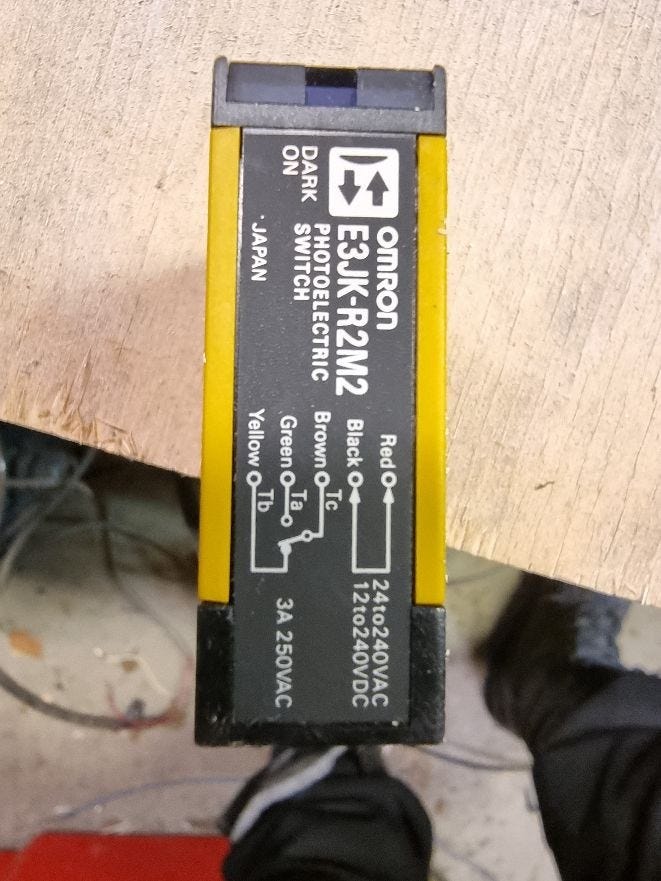 DARK
ON
OMRON
E3JK-R2M2
PHOTOELECTRIC
SWITCH
JAPAN
Red
Black
24to240VAC
12to240VDC
Brown Tc
Green Ta
Yellow Tb
3A 250VAC